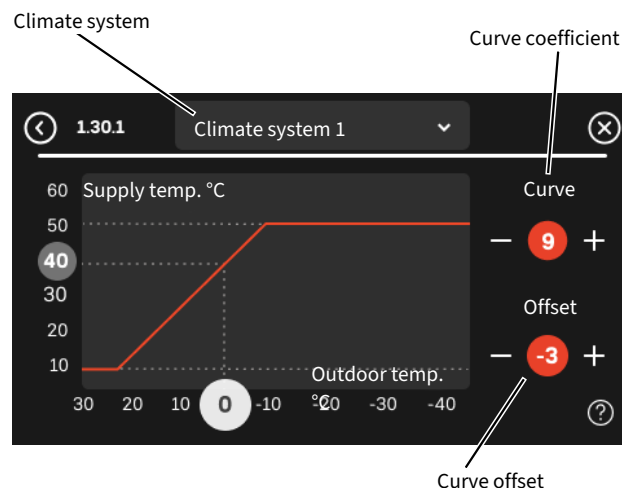 Climate system
Curve coefficient
1.30.1
Climate system 1
60
Supply temp. °C
Curve
50
9
40
30
Offset
20
-3
10
Outdoor temp.
°C
30 20 10 0 -10 -20 -30 -40
?
Curve offset